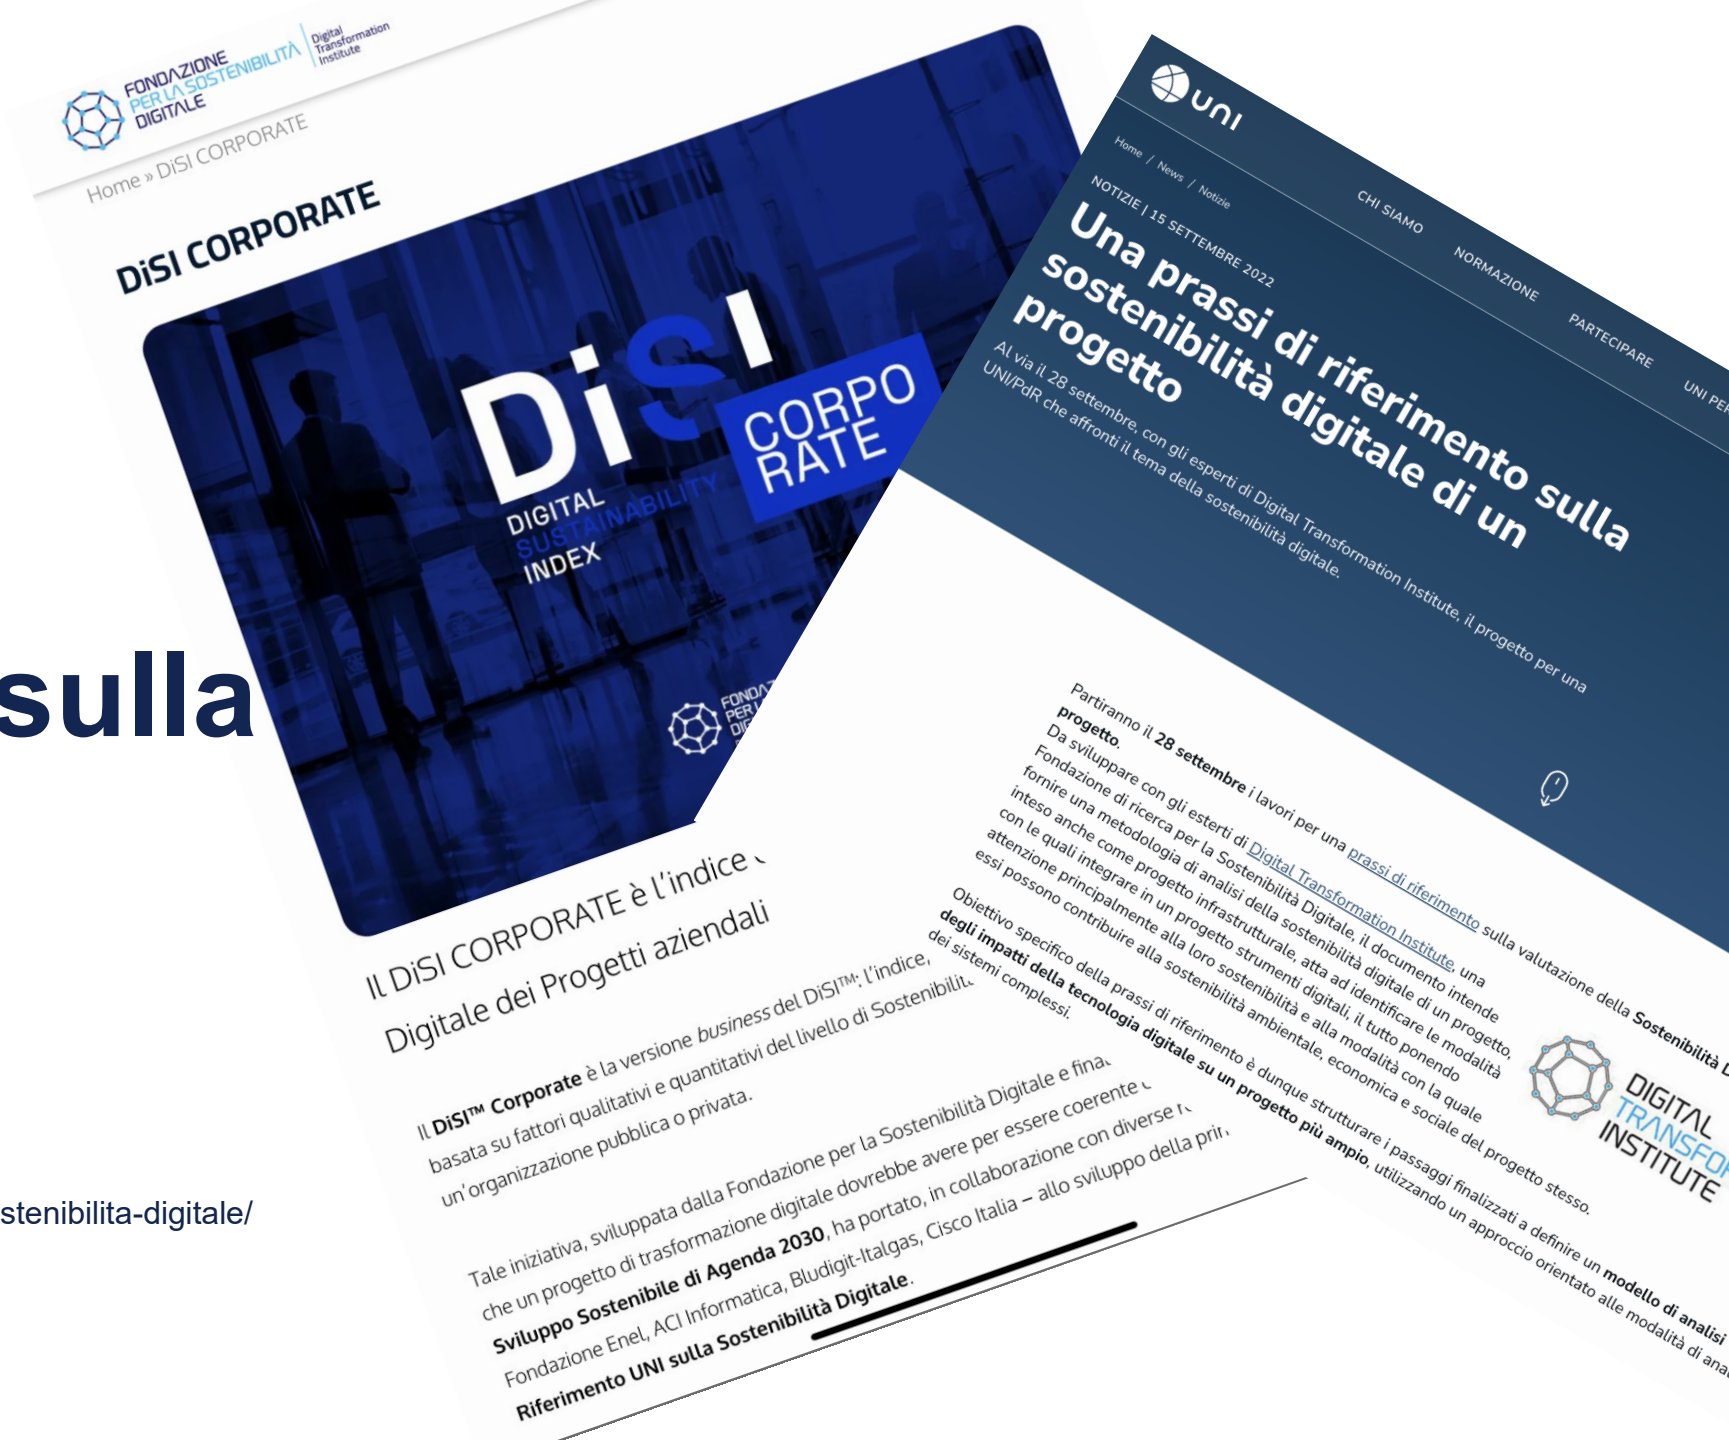 FONDAZIONE
PER LA SOSTENIBILITÀ
DIGITALE
Digital
Transformation
Institute
Home » DiSI CORPORATE
DiSI CORPORATE
DiSI
CORPO
RATE
DIGITAL
SUSTAINABILITY
INDEX
Il DiSI CORPORATE è l'indice
Digitale dei Progetti aziendali
Il DiSI™ Corporate è la versione business del DiSI™: l'indice,
basata su fattori qualitativi e quantitativi del livello di
un'organizzazione pubblica o privata.
Tale iniziativa, sviluppata dalla Fondazione per la Sostenibilità Digitale e
che un progetto di trasformazione digitale dovrebbe avere per essere coerente
Sviluppo Sostenibile di Agenda 2030, ha portato, in collaborazione con diverse
Fondazione Enel, ACI Informatica, Bludigit-Italgas, Cisco Italia – allo sviluppo della
Riferimento UNI sulla Sostenibilità Digitale.
sulla
stenibilita-digitale/
UNI
CHI SIAMO
NORMAZIONE
PARTECIPARE
UNI
Home / News / Notizie
NOTIZIE | 15 SETTEMBRE 2022
Una prassi di riferimento sulla
sostenibilità digitale di un
progetto
Al via il 28 settembre, con gli esperti di Digital Transformation Institute, il progetto per una
UNI/PdR che affronti il tema della sostenibilità digitale.
Partiranno il 28 settembre i lavori per una prassi di riferimento sulla valutazione della Sostenibilità
progetto.
Da sviluppare con gli esterti di Digital Transformation Institute, una
Fondazione di ricerca per la Sostenibilità Digitale, il documento intende
fornire una metodologia di analisi della sostenibilità digitale di un progetto,
inteso anche come progetto infrastrutturale, atta ad identificare le modalità
con le quali integrare in un progetto strumenti digitali, il tutto ponendo
attenzione principalmente alla loro sostenibilità e alla modalità con la quale
essi possono contribuire alla sostenibilità ambientale, economica e sociale del progetto stesso.
Obiettivo specifico della prassi di riferimento è dunque strutturare i passaggi finalizzati a definire un modello di analisi
degli impatti della tecnologia digitale su un progetto più ampio, utilizzando un approccio orientato alle modalità di
dei sistemi complessi.
DIGITAL
INSTITUTE